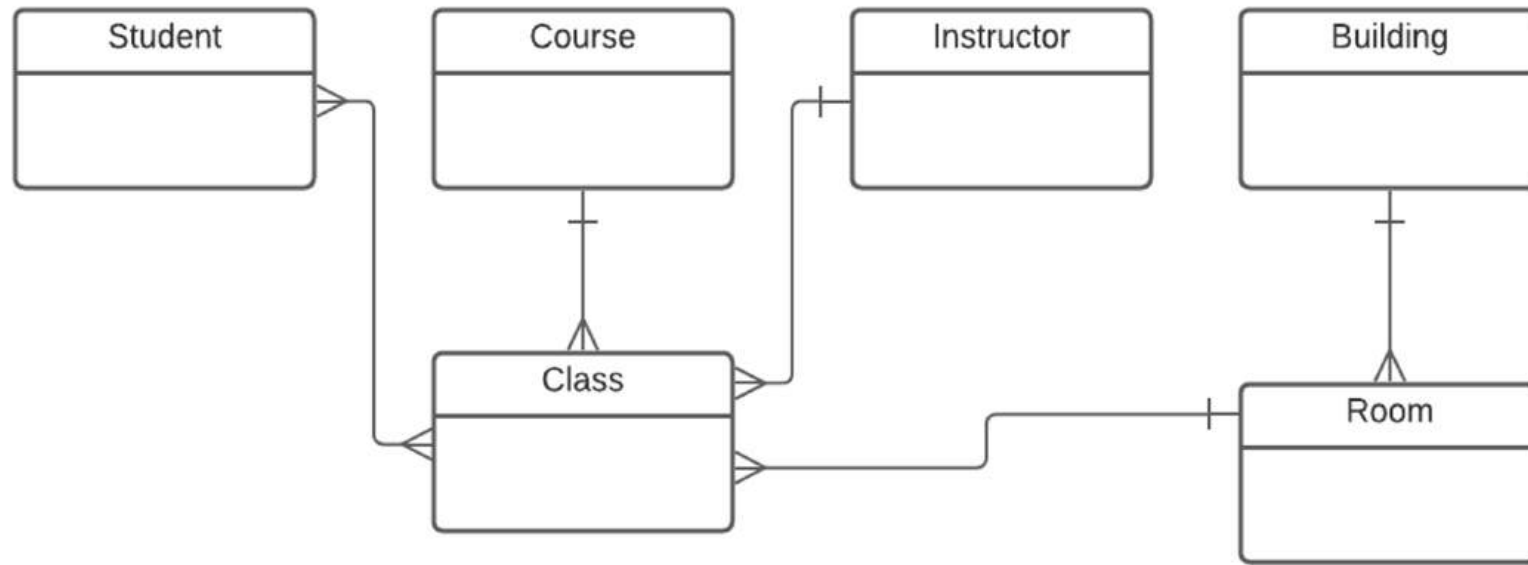 Student
Course
Instructor
Building
Class
Room